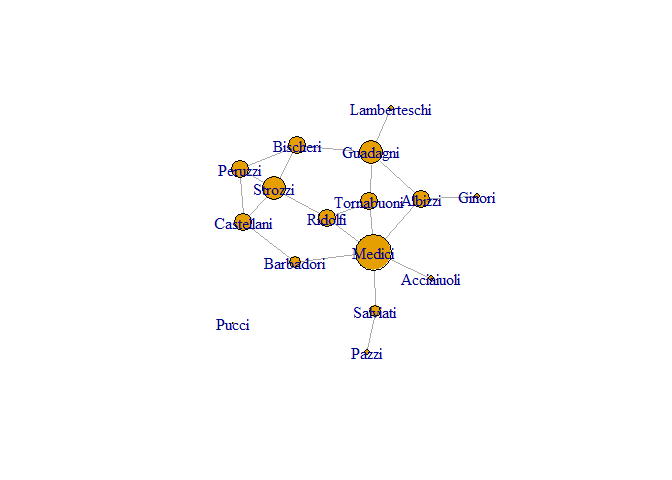 Lamberteschi
Bischeri
Guadagni
Peruzzi
Strozzi
Tornabuoni
Albizzi
Ginori
Castellani
Ridolfi
Medici
Barbadori
Acciaiuoli
Salviati
Pucci
Pazzi